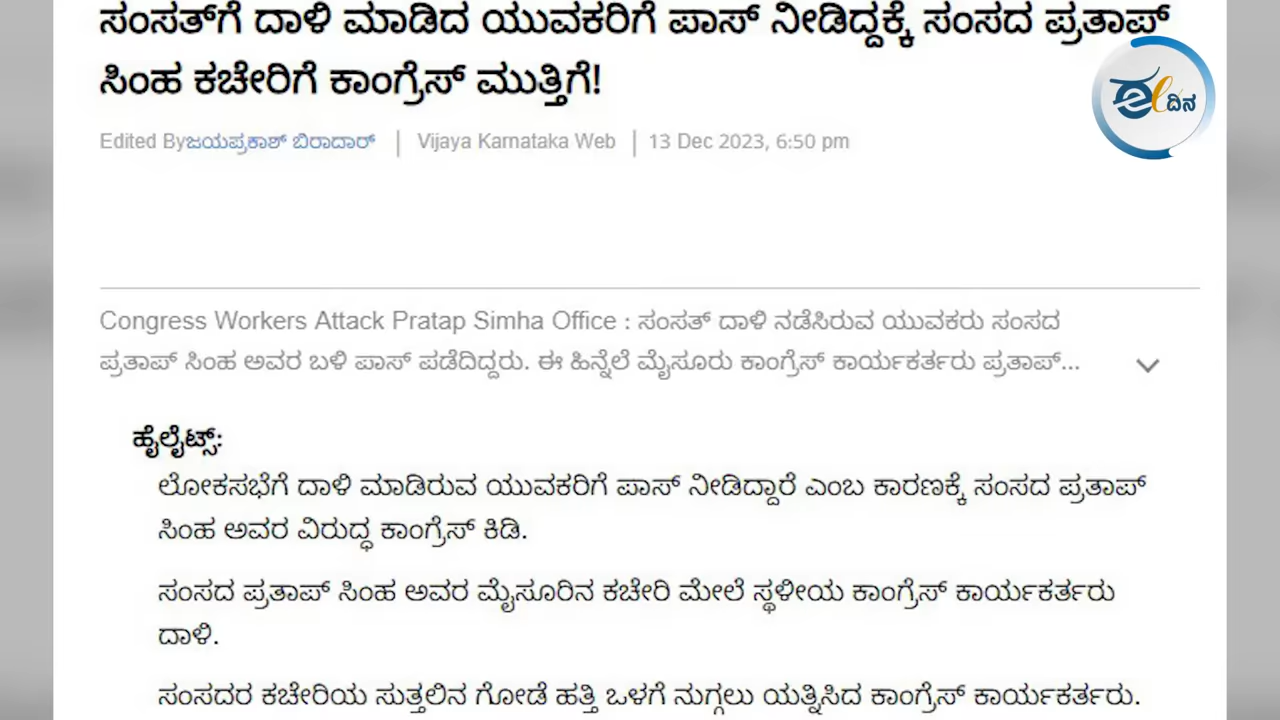 ಸಂಸತ್‌ಗೆ ದಾಳಿ ಮಾಡಿದ ಯುವಕರಿಗೆ ಪಾಸ್ ನೀಡಿದ್ದಕ್ಕೆ ಸಂಸದ ಪ್ರತಾಪ್
ಸಿಂಹ ಕಚೇರಿಗೆ ಕಾಂಗ್ರೆಸ್ ಮುತ್ತಿಗೆ!
ಈ ದಿನ
Edited Byಜಯಪ್ರಕಾಶ್ ಬಿರಾದಾರ್ | Vijaya Karnataka Web | 13 Dec 2023, 6:50 pm
Congress Workers Attack Pratap Simha Office : ಸಂಸತ್ ದಾಳಿ ನಡೆಸಿರುವ ಯುವಕರು ಸಂಸದ
ಪ್ರತಾಪ್ ಸಿಂಹ ಅವರ ಬಳಿ ಪಾಸ್ ಪಡೆದಿದ್ದರು. ಈ ಹಿನ್ನೆಲೆ ಮೈಸೂರು ಕಾಂಗ್ರೆಸ್ ಕಾರ್ಯಕರ್ತರು ಪ್ರತಾಪ್...
ಹೈಲೈಟ್ಸ್:
ಲೋಕಸಭೆಗೆ ದಾಳಿ ಮಾಡಿರುವ ಯುವಕರಿಗೆ ಪಾಸ್ ನೀಡಿದ್ದಾರೆ ಎಂಬ ಕಾರಣಕ್ಕೆ ಸಂಸದ ಪ್ರತಾಪ್
ಸಿಂಹ ಅವರ ವಿರುದ್ಧ ಕಾಂಗ್ರೆಸ್ ಕಿಡಿ.
ಸಂಸದ ಪ್ರತಾಪ್ ಸಿಂಹ ಅವರ ಮೈಸೂರಿನ ಕಚೇರಿ ಮೇಲೆ ಸ್ಥಳೀಯ ಕಾಂಗ್ರೆಸ್ ಕಾರ್ಯಕರ್ತರು
ದಾಳಿ.
ಸಂಸದರ ಕಚೇರಿಯ ಸುತ್ತಲಿನ ಗೋಡೆ ಹತ್ತಿ ಒಳಗೆ ನುಗ್ಗಲು ಯತ್ನಿಸಿದ ಕಾಂಗ್ರೆಸ್ ಕಾರ್ಯಕರ್ತರು.